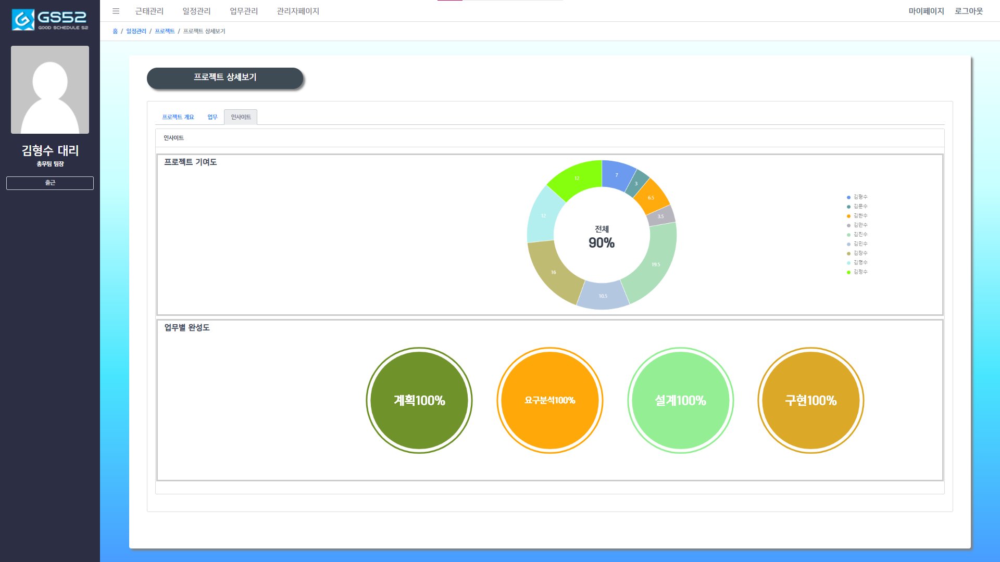 GS52
GOOD SCHEDULE 52
김형수 대리
총무팀 팀장
출근
근태관리 일정관리 업무관리 관리자페이지
마이페이지 로그아웃
홈 / 일정관리 / 프로젝트 / 프로젝트 상세보기
프로젝트 상세보기
프로젝트 개요 업무 인사이트
인사이트
프로젝트 기여도
7
3
6.5
3.5
19.5
10.5
16
12
12
전체
90%
김형수
김문수
김한수
김만수
김진수
김민수
김장수
김명수
김정수
업무별 완성도
계획100%
요구분석100%
설계100%
구현100%